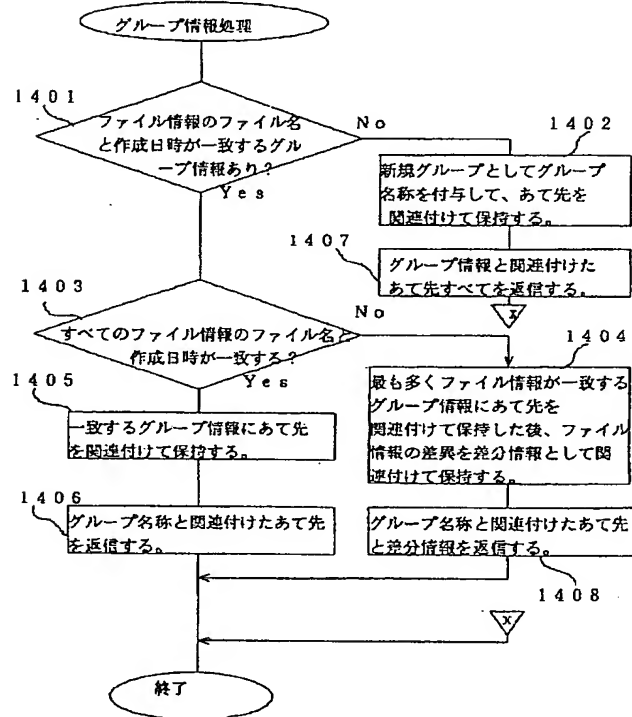 グループ情報処理
1401
ファイル情報のファイル名
と作成日時が一致するグル
ープ情報あり?
No
Yes
1402
新規グループとしてグループ
名称を付与して、あて先を
関連付けて保持する。
1407
グループ情報と関連付けた
あて先すべてを返信する。
1403
すべてのファイル情報のファイル名と
作成日時が一致する?
No
Yes
1404
最も多くファイル情報が一致する
グループ情報にあて先を
関連付けて保持した後、ファイル
情報の差異を差分情報として関
連付けて保持する。
1405
一致するグループ情報にあて先
を関連付けて保持する。
1406
グループ名称と関連付けたあて先
を返信する。
グループ名称と関連付けたあて先
と差分情報を返信する。
1408
x
終了